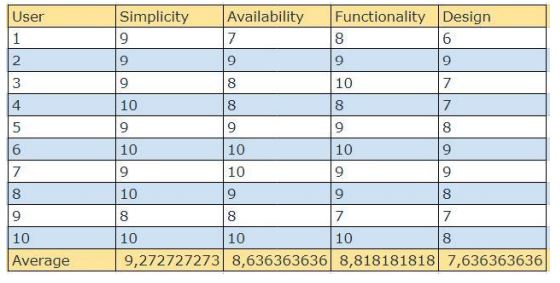 User Simplicity Availability Functionality Design
1 9 7 8 6
2 9 9 9 9
3 9 8 10 7
4 10 8 8 7
5 9 9 9 8
6 10 10 10 9
7 9 10 9 9
8 10 9 9 8
9 8 8 7 7
10 10 10 10 8
Average 9,272727273 8,636363636 8,818181818 7,636363636